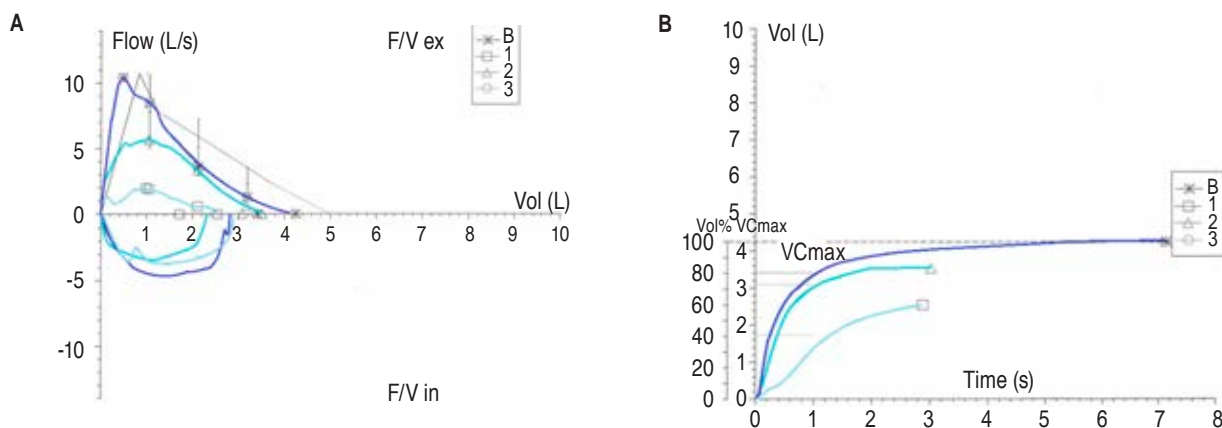 A
Flow (L/s)
F/V ex
B
1
2
3
10
5
0
-5
-10
Vol (L)
1 2 3 4 5 6 7 8 9 10
F/V in
B
Vol (L)
10
9
8
7
6
5
4
3
2
1
0
Vol% VCmax
100
80
60
40
20
0
VCmax
B
1
2
3
Time (s)
0 1 2 3 4 5 6 7 8